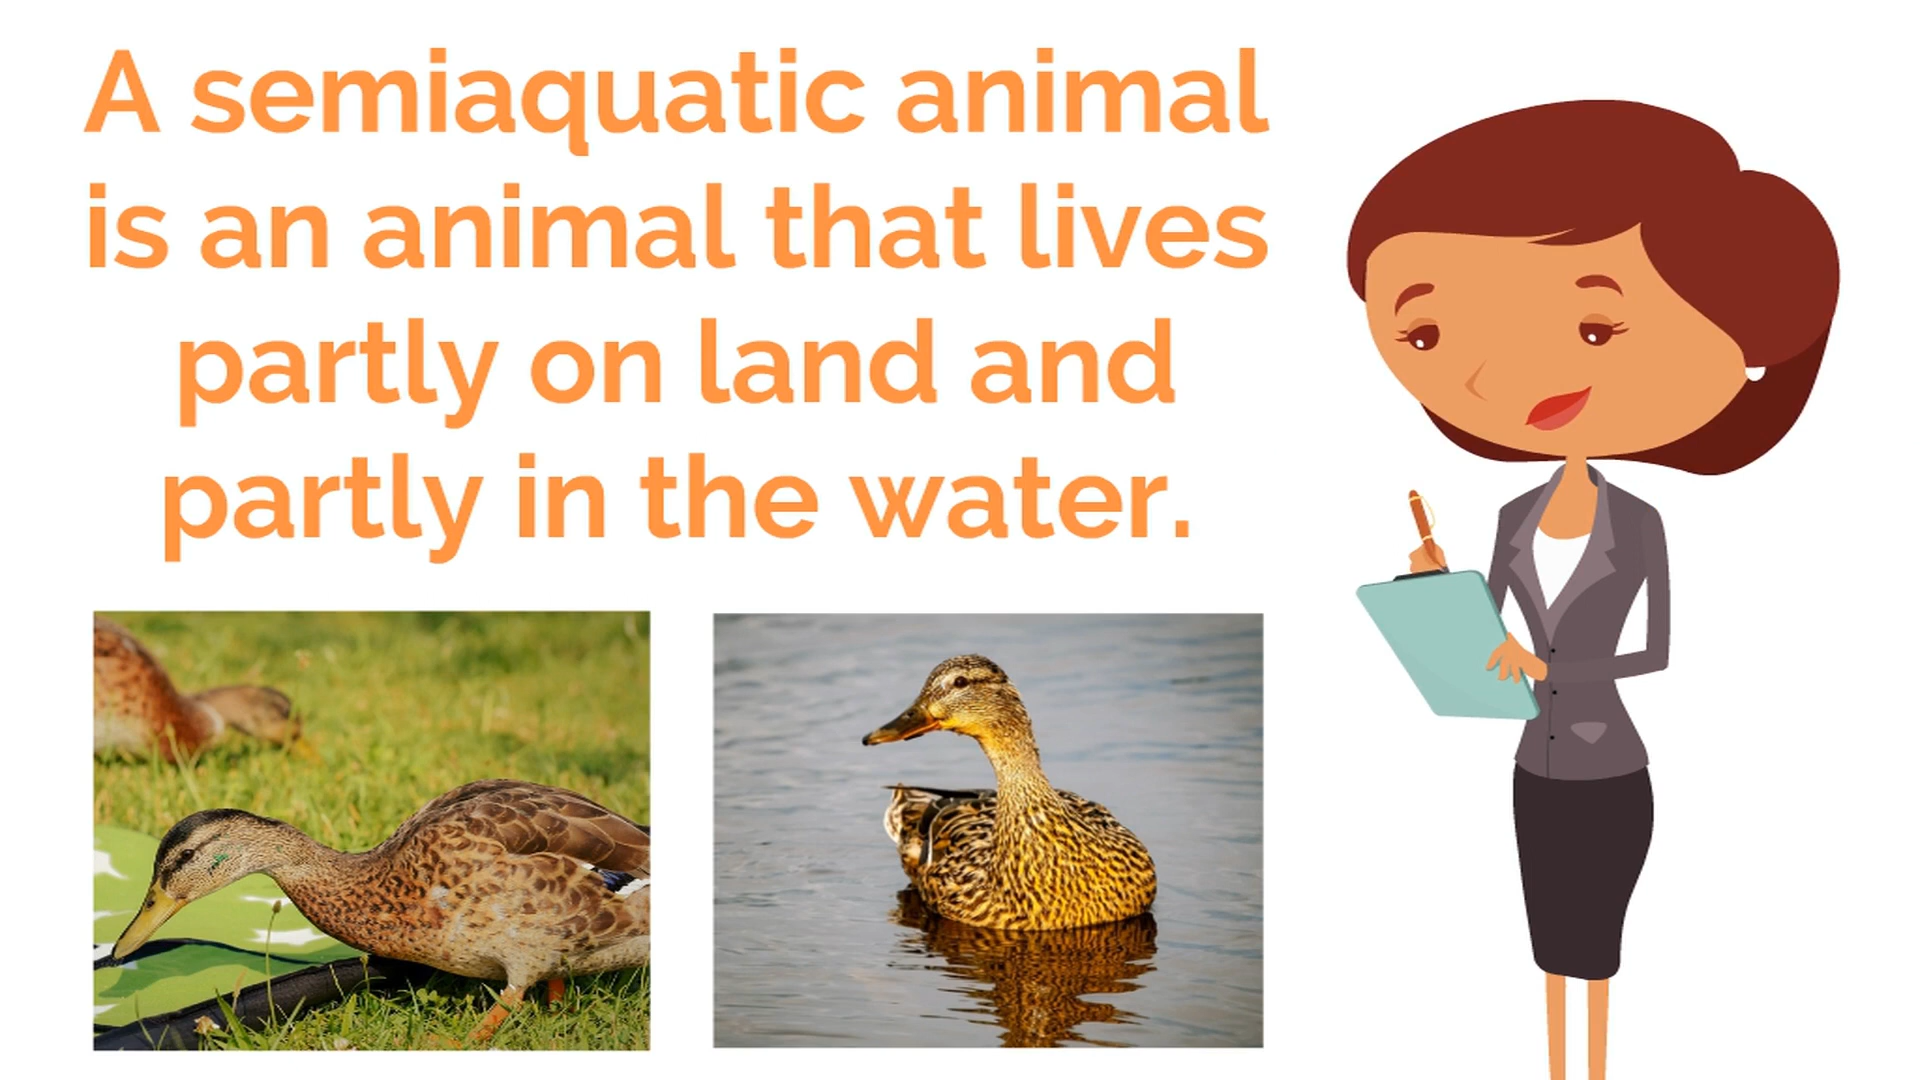 A semiaquatic animal
is an animal that lives
partly on land and
partly in the water.